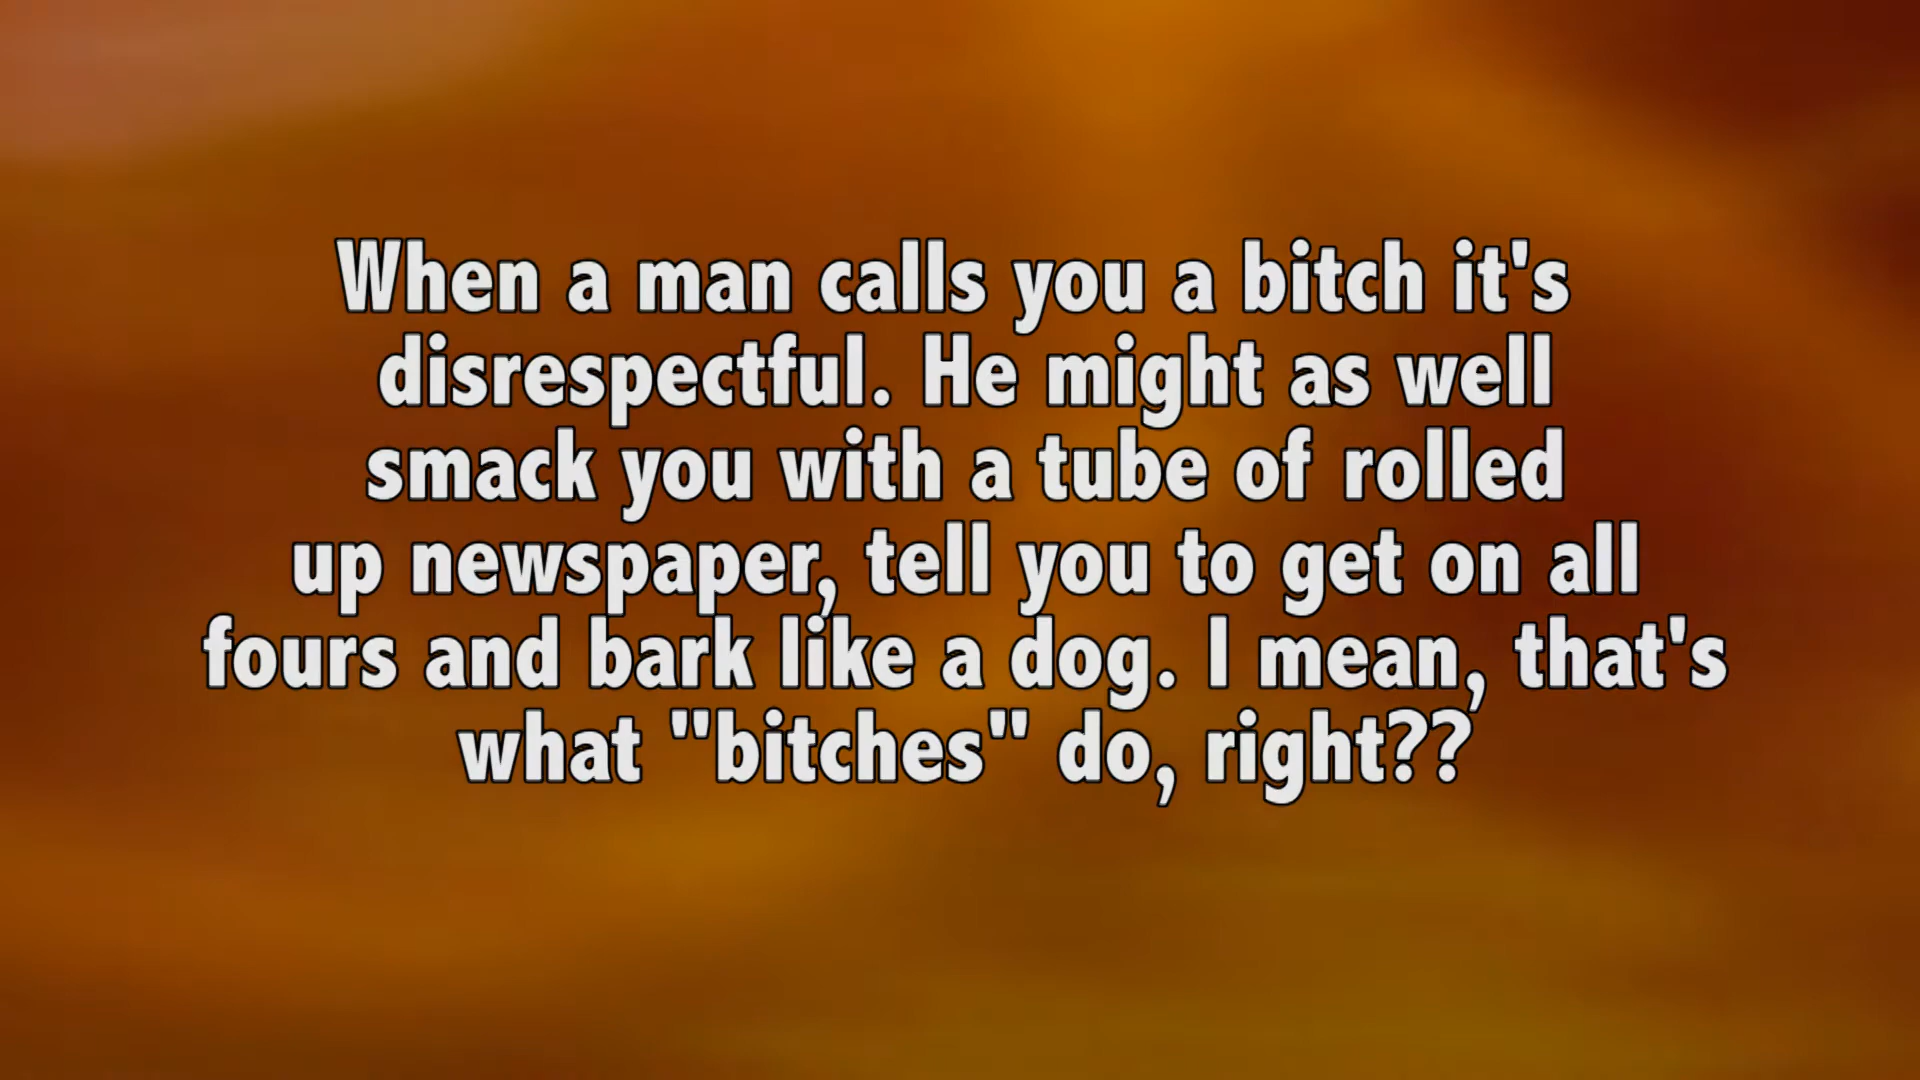 When a man calls you a bitch it's
disrespectful. He might as well
smack you with a tube of rolled
up newspaper, tell you to get on all
fours and bark like a dog. I mean, that's
what "bitches" do, right??